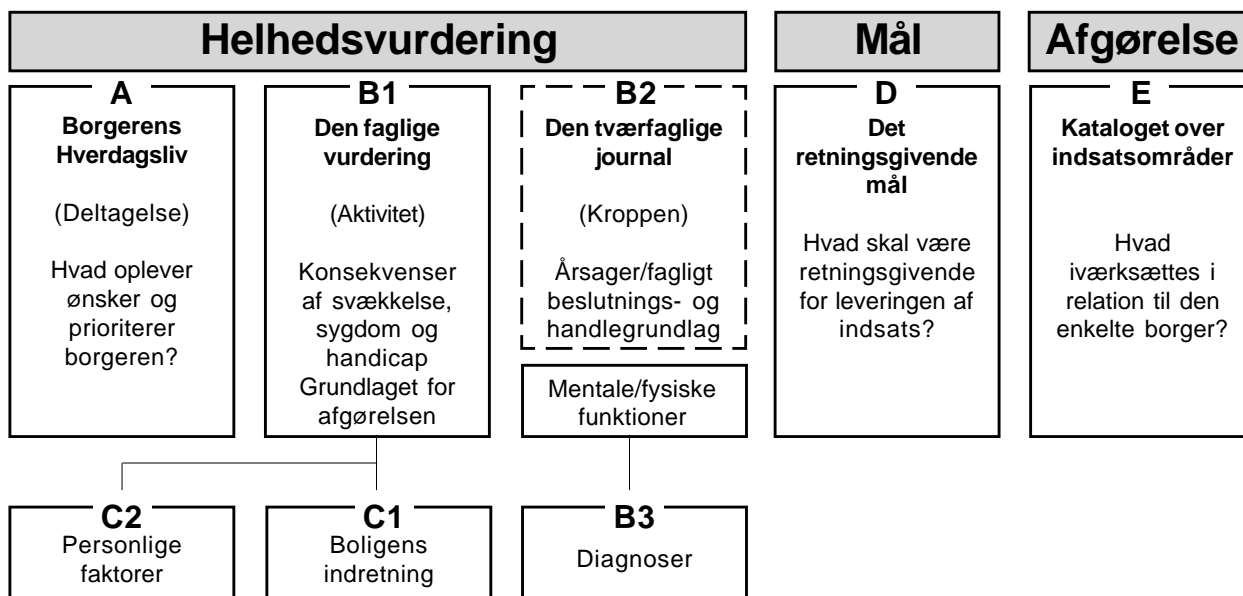 Helhedsvurdering
Mål
Afgørelse
A
Borgerens
Hverdagsliv
(Deltagelse)
Hvad oplever
ønsker og
prioriterer
borgeren?
B1
Den faglige
vurdering
(Aktivitet)
Konsekvenser
af svækkelse,
sygdom og
handicap
Grundlaget for
afgørelsen
B2
Den tværfaglige
journal
(Kroppen)
Årsager/fagligt
beslutnings- og
handlegrundlag
Mentale/fysiske
funktioner
D
Det
retningsgivende
mål
Hvad skal være
retningsgivende
for leveringen af
indsats?
E
Kataloget over
indsatsområder
Hvad
iværksættes i
relation til den
enkelte borger?
C2
Personlige
faktorer
C1
Boligens
indretning
B3
Diagnoser